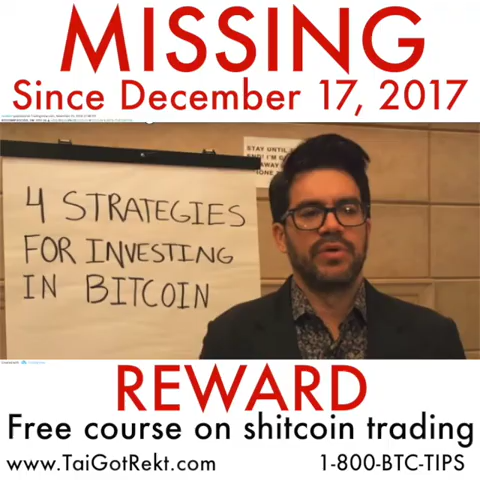 MISSING
Since December 17, 2017
STAY UNTIL
4 STRATEGIES
FOR INVESTING
IN BITCOIN
REWARD
Free course on shitcoin trading
www.TaiGotRekt.com 1-800-BTC-TIPS